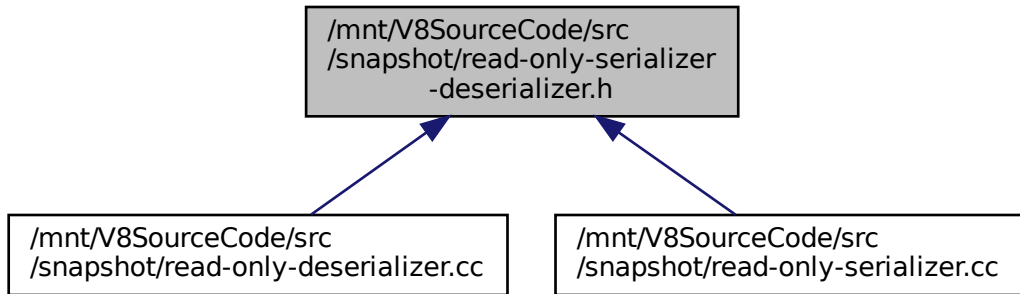 /mnt/V8SourceCode/src
/snapshot/read-only-serializer
-deserializer.h
/mnt/V8SourceCode/src
/snapshot/read-only-deserializer.cc
/mnt/V8SourceCode/src
/snapshot/read-only-serializer.cc